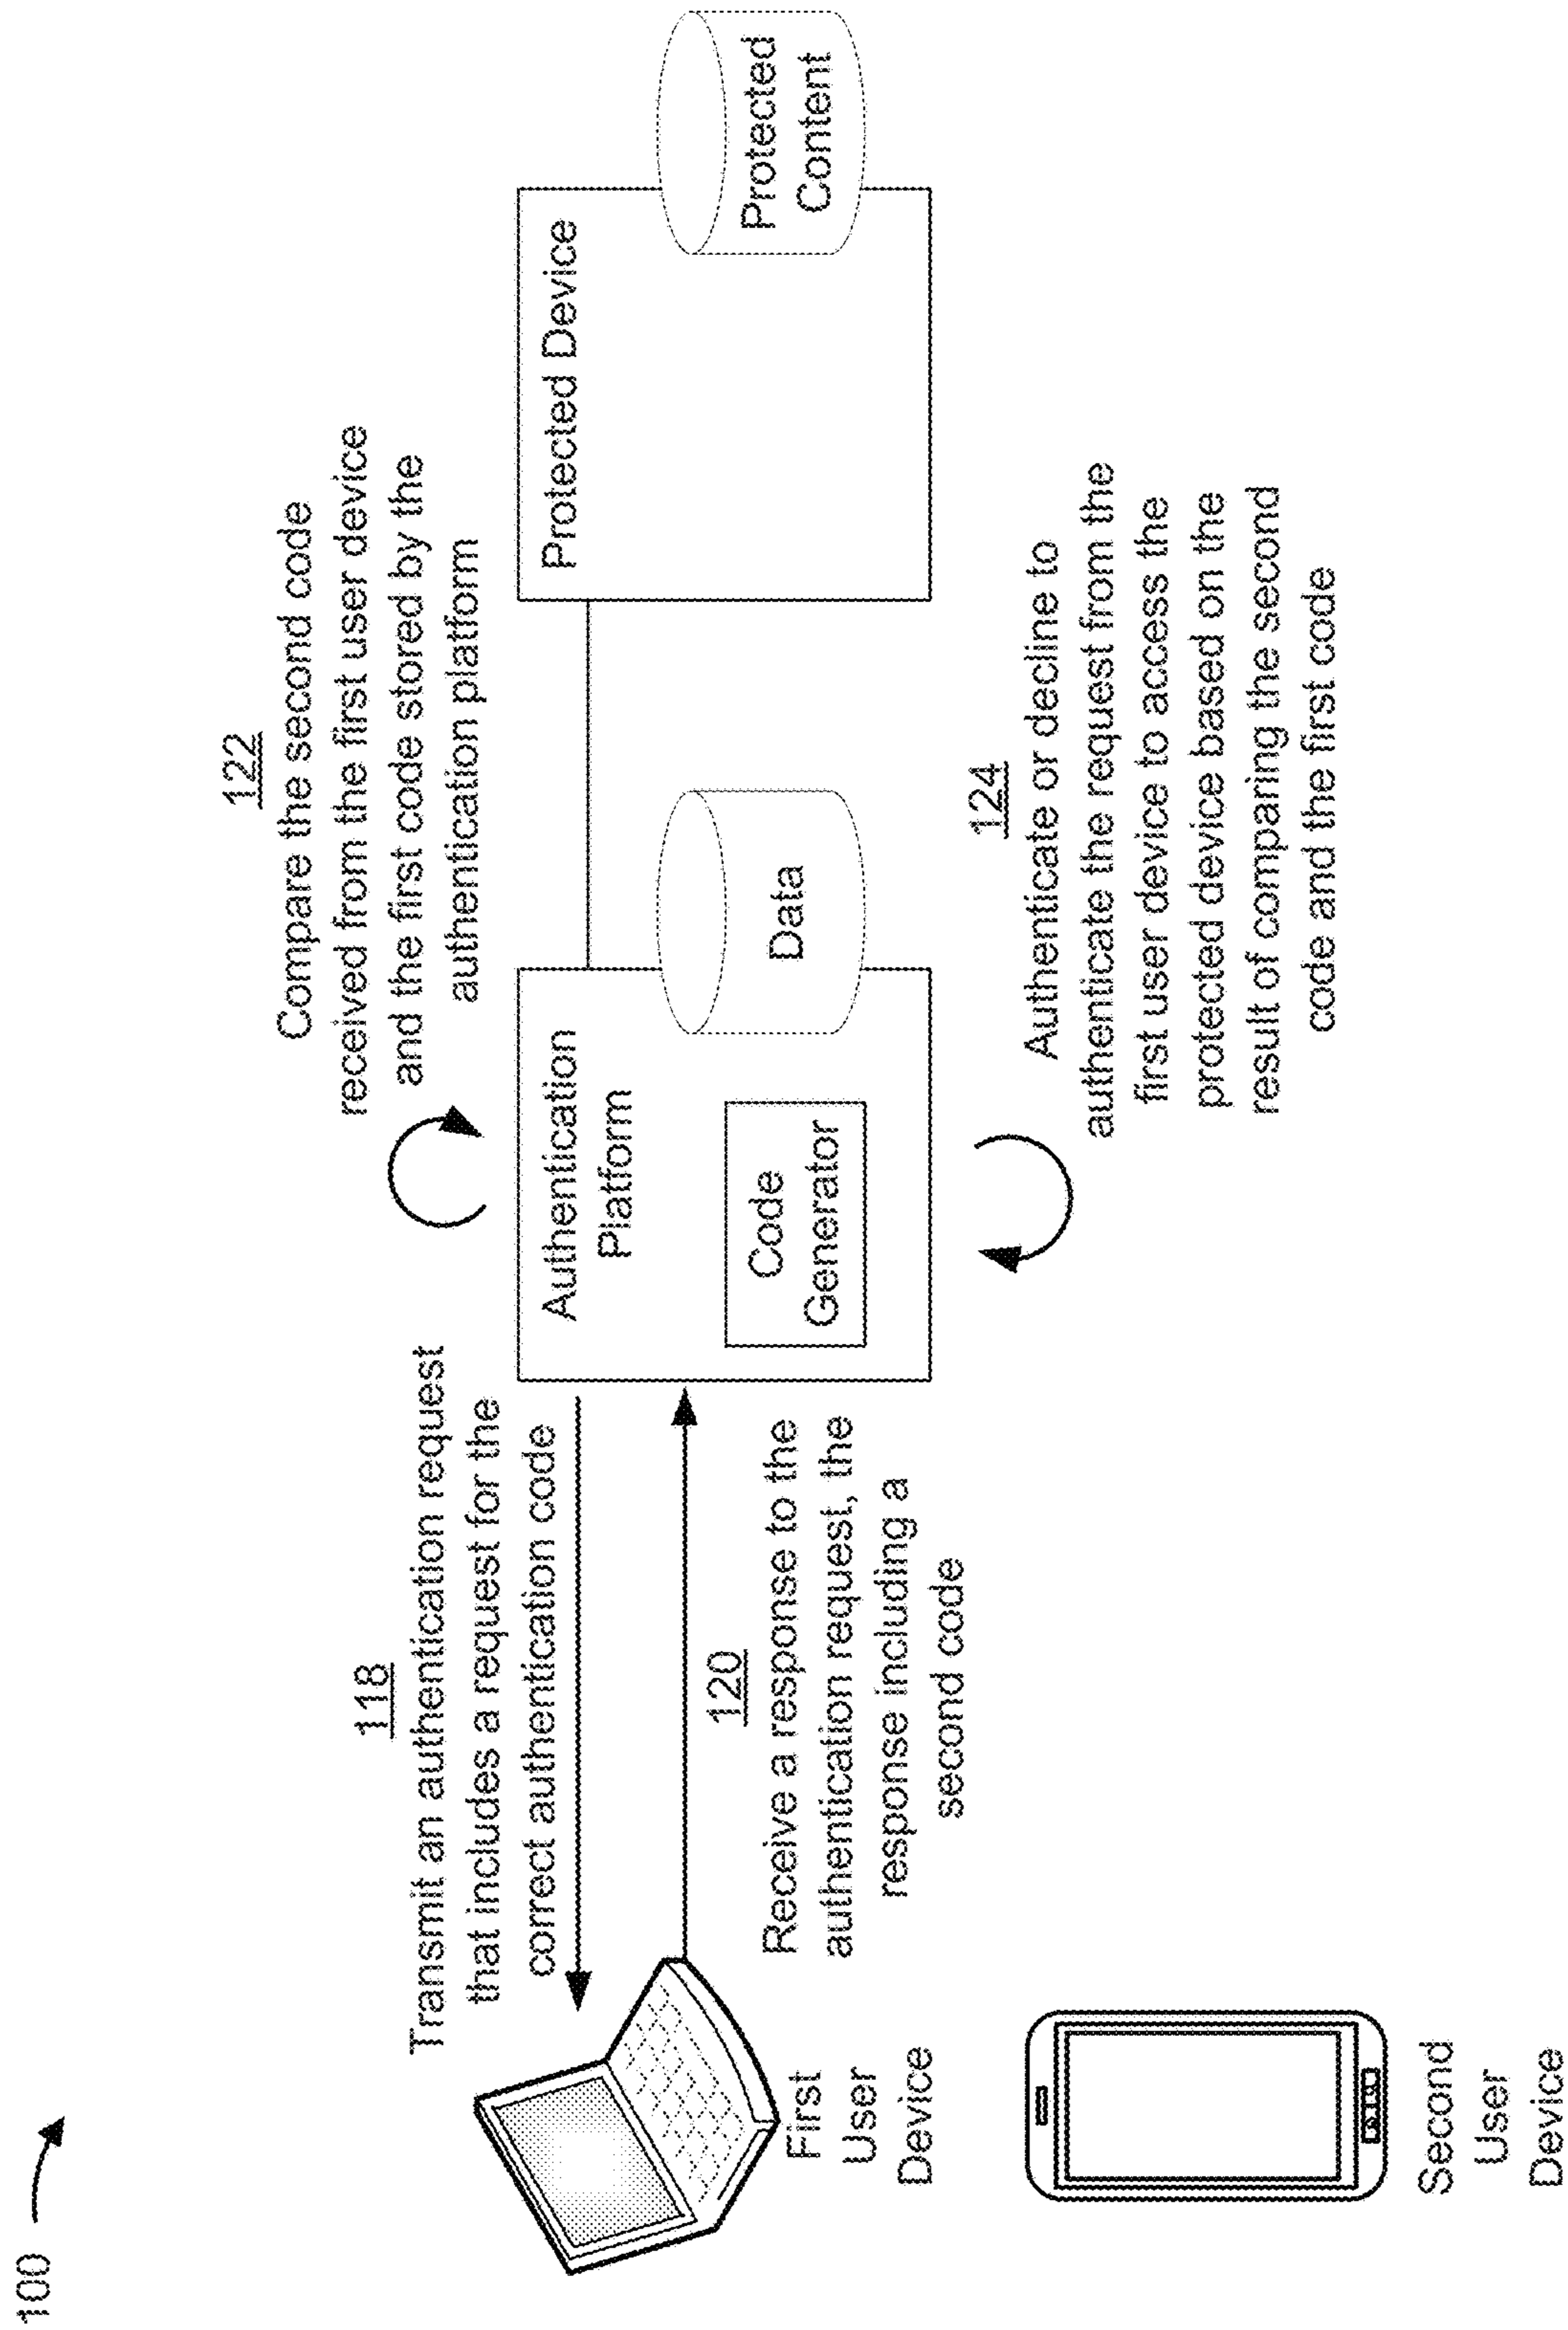 100
118
Transmit an authentication request
that includes a request for the
correct authentication code
122
Compare the second code
received from the first user device
and the first code stored by the
authentication platform
First
User
Device
120
Receive a response to the
authentication request, the
response including a
second code
Authentication
Platform
Code
Generator
Data
Protected Device
Protected
Content
124
Authenticate or decline to
authenticate the request from the
first user device to access the
protected device based on the
result of comparing the second
code and the first code
Second
User
Device